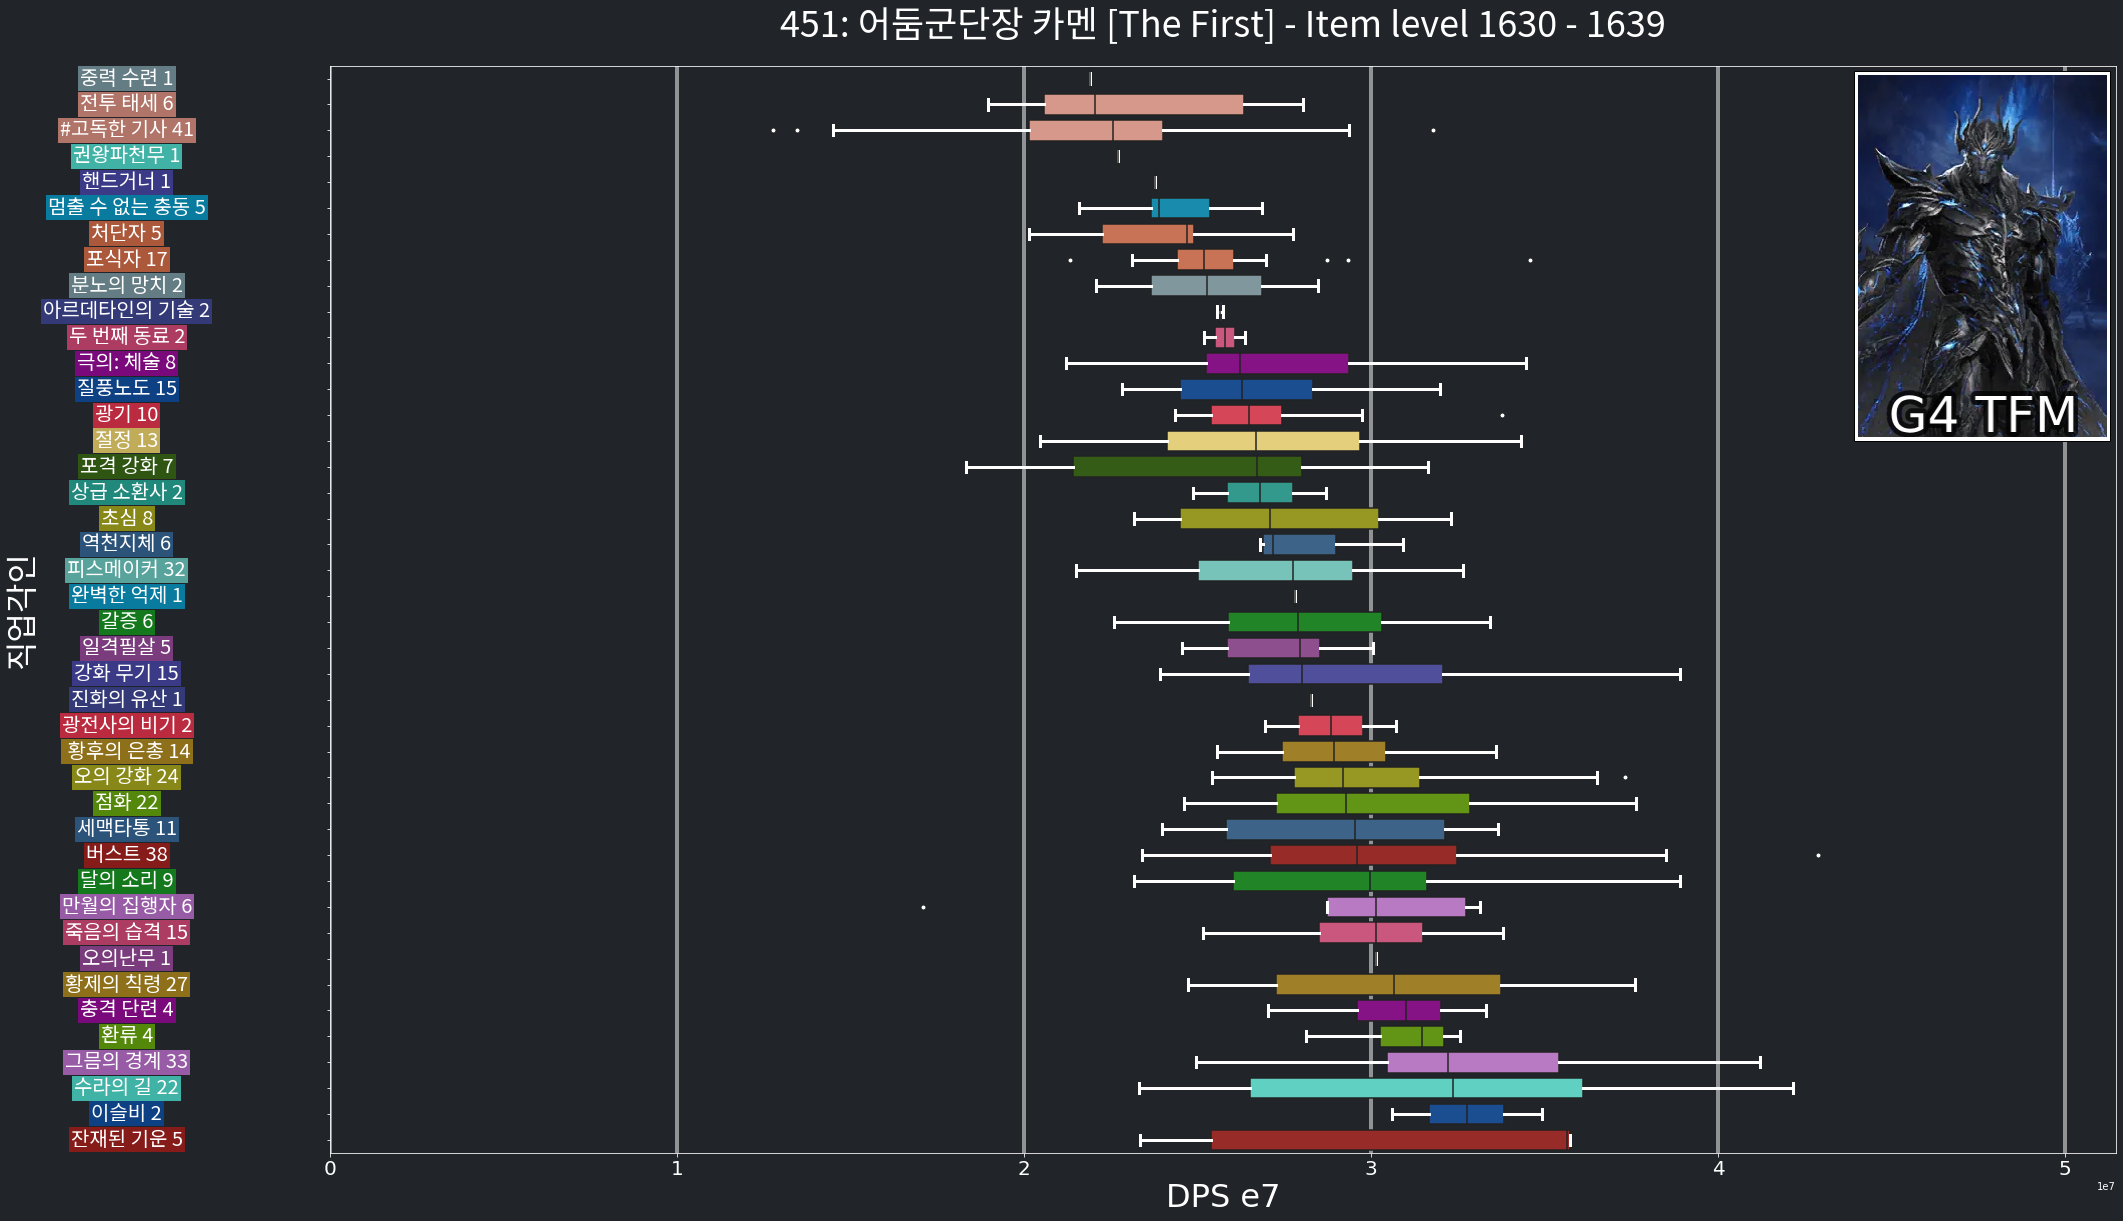 451: 어둠군단장 카멘 [The First] - Item level 1630 - 1639
중력 수련 1
전투 태세 6
#고독한 기사 41
권왕파천무 1
핸드거너 1
멈출 수 없는 충동 5
처단자 5
포식자 17
분노의 망치 2
아르데타인의 기술 2
두 번째 동료 2
극의: 체술 8
질풍노도 15
광기 10
절정 13
포격 강화 7
상급 소환사 2
초심 8
역천지체 6
피스메이커 32
완벽한 억제 1
갈증 6
일격필살 5
강화 무기 15
진화의 유산 1
광전사의 비기 2
황후의 은총 14
오의 강화 24
점화 22
세맥타통 11
버스트 38
달의 소리 9
만월의 집행자 6
죽음의 습격 15
오의난무 1
황제의 칙령 27
충격 단련 4
환류 4
그믐의 경계 33
수라의 길 22
이슬비 2
잔재된 기운 5
직업각인
G4 TFM
0 1 2 3 4 5
1e7
DPS e7